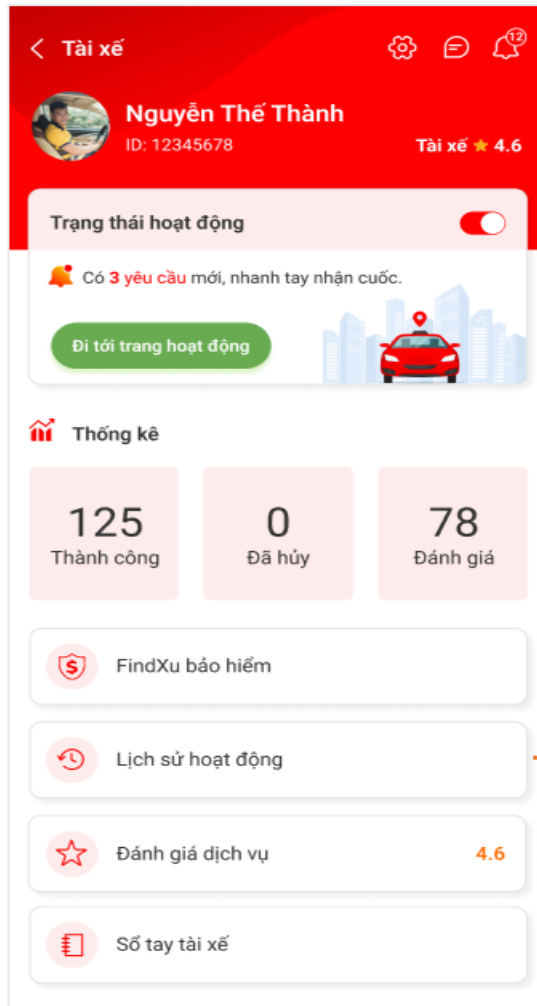 Tài xế
12
Nguyễn Thế Thành
ID: 12345678
Tài xế ★ 4.6
Trạng thái hoạt động
Có 3 yêu cầu mới, nhanh tay nhận cuốc.
Đi tới trang hoạt động
Thống kê
125
Thành công
0
Đã hủy
78
Đánh giá
FindXu bảo hiểm
Lịch sử hoạt động
Đánh giá dịch vụ
4.6
Sổ tay tài xế